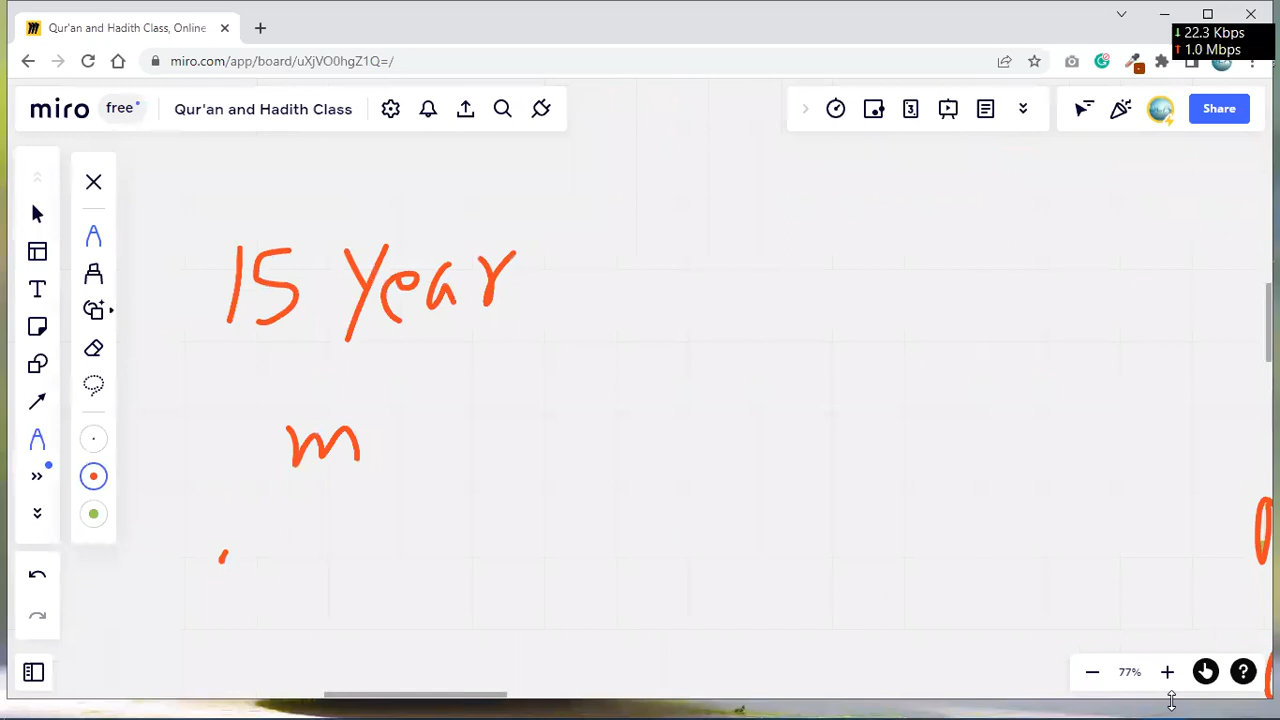 Qur'an and Hadith Class, Online
22.3 Kbps
1.0 Mbps
miro.com/app/board/uXjVO0hgZ1Q=/
miro free Qur'an and Hadith Class
3
Share
T
15 Year
m
77%
?